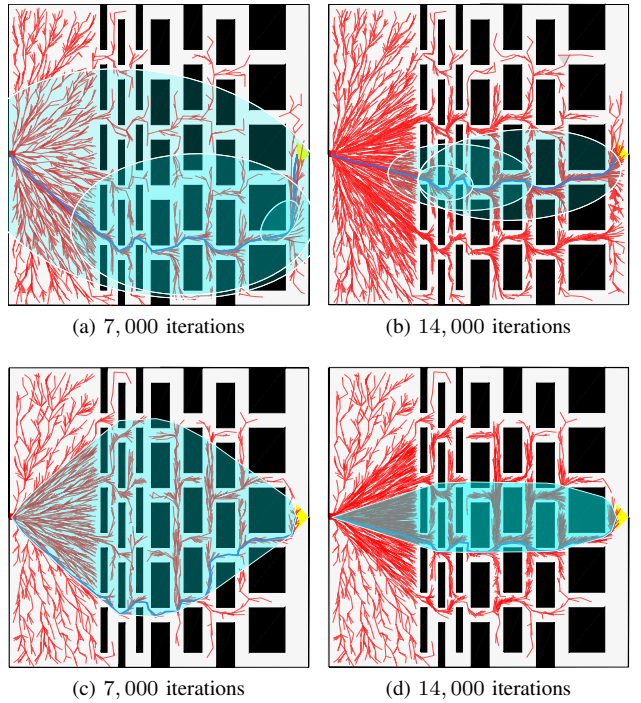 (a) 7, 000 iterations
(b) 14, 000 iterations
(c) 7, 000 iterations
(d) 14, 000 iterations